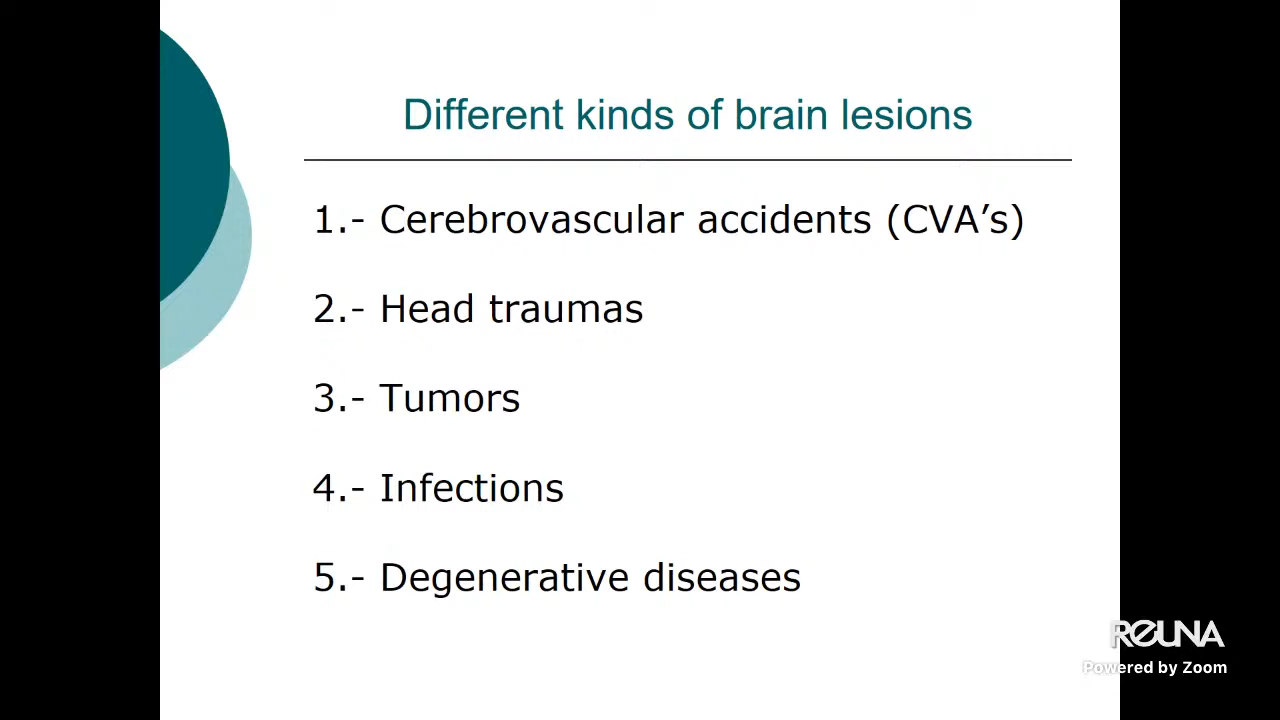 Different kinds of brain lesions
1.- Cerebrovascular accidents (CVA’s)
2.- Head traumas
3.- Tumors
4.- Infections
5.- Degenerative diseases
REUNA
Powered by Zoom